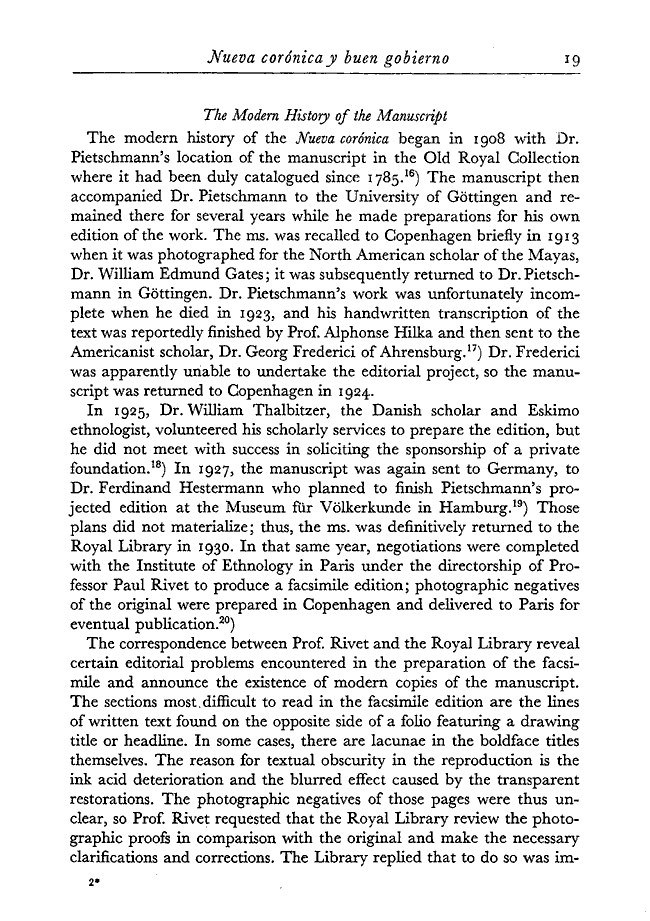 Nueva corónica y buen gobierno 19
The Modern History of the Manuscript
The modern history of the Nueva corónica began in 1908 with Dr.
Pietschmann's location of the manuscript in the Old Royal Collection
where it had been duly catalogued since 1785.¹⁶) The manuscript then
accompanied Dr. Pietschmann to the University of Göttingen and re-
mained there for several years while he made preparations for his own
edition of the work. The ms. was recalled to Copenhagen briefly in 1913
when it was photographed for the North American scholar of the Mayas,
Dr. William Edmund Gates; it was subsequently returned to Dr. Pietsch-
mann in Göttingen. Dr. Pietschmann's work was unfortunately incom-
plete when he died in 1923, and his handwritten transcription of the
text was reportedly finished by Prof. Alphonse Hilka and then sent to the
Americanist scholar, Dr. Georg Frederici of Ahrensburg.¹⁷) Dr. Frederici
was apparently unable to undertake the editorial project, so the manu-
script was returned to Copenhagen in 1924.
In 1925, Dr. William Thalbitzer, the Danish scholar and Eskimo
ethnologist, volunteered his scholarly services to prepare the edition, but
he did not meet with success in soliciting the sponsorship of a private
foundation.¹⁸) In 1927, the manuscript was again sent to Germany, to
Dr. Ferdinand Hestermann who planned to finish Pietschmann's pro-
jected edition at the Museum für Völkerkunde in Hamburg.¹⁹) Those
plans did not materialize; thus, the ms. was definitively returned to the
Royal Library in 1930. In that same year, negotiations were completed
with the Institute of Ethnology in Paris under the directorship of Pro-
fessor Paul Rivet to produce a facsimile edition; photographic negatives
of the original were prepared in Copenhagen and delivered to Paris for
eventual publication.²⁰)
The correspondence between Prof. Rivet and the Royal Library reveal
certain editorial problems encountered in the preparation of the facsi-
mile and announce the existence of modern copies of the manuscript.
The sections most difficult to read in the facsimile edition are the lines
of written text found on the opposite side of a folio featuring a drawing
title or headline. In some cases, there are lacunae in the boldface titles
themselves. The reason for textual obscurity in the reproduction is the
ink acid deterioration and the blurred effect caused by the transparent
restorations. The photographic negatives of those pages were thus un-
clear, so Prof. Rivet requested that the Royal Library review the photo-
graphic proofs in comparison with the original and make the necessary
clarifications and corrections. The Library replied that to do so was im-
2*